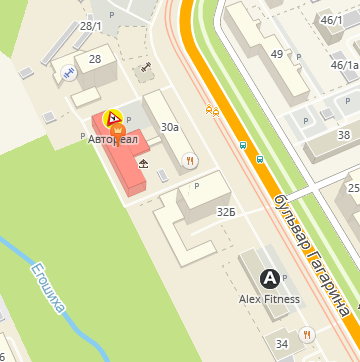 28/1
P
46/1
28
P
49
46/1а
30а
38
Автореал
P
25
32Б
бульвар Гагарина
Егошиха
P
A
Alex Fitness
34
6